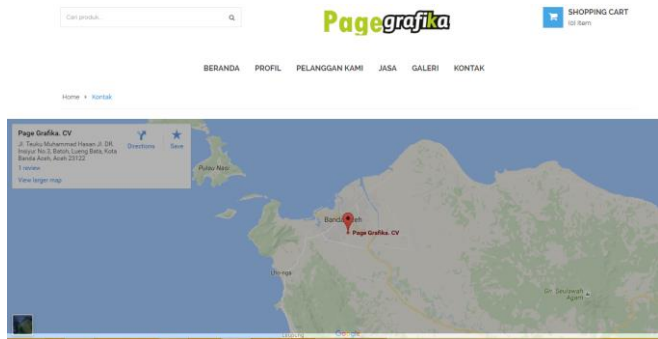 Cari produk..
Pagegrafika
SHOPPING CART
(0) item
BERANDA PROFIL PELANGGAN KAMI JASA GALERI KONTAK
Home Kontak
Page Grafika. CV
Jl. Teuku Muhammad Hasan Jl. DR.
No.3, Batoh, Lueng Bata, Kota
Banda Aceh, Aceh 23122
1 review
View larger map
Directions
Save
Pulau Nasi
Banda Aceh
Page Grafika. CV
Gn. Seulawah
Agam
Google